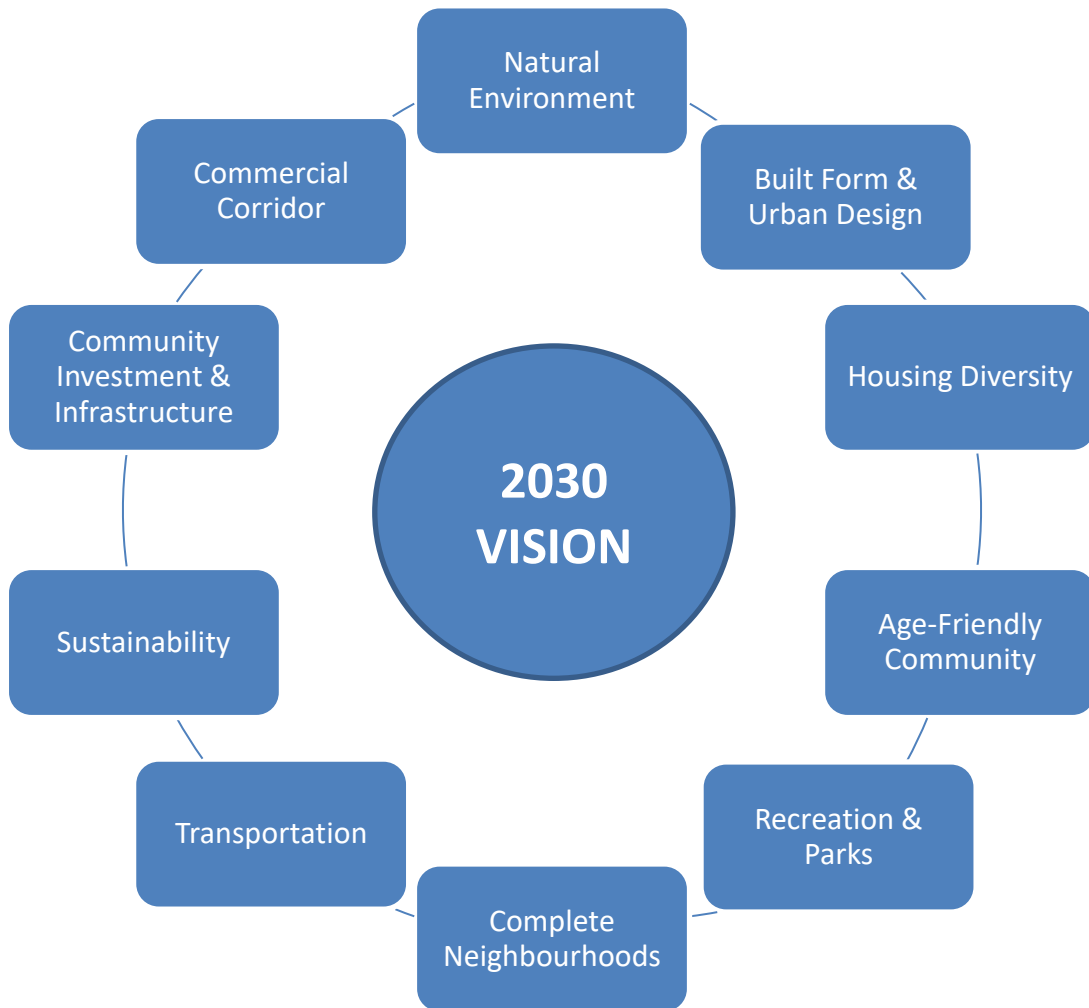 Natural
Environment
Built Form &
Urban Design
Housing Diversity
Age-Friendly
Community
Recreation &
Parks
Complete
Neighbourhoods
Transportation
Sustainability
Community
Investment &
Infrastructure
Commercial
Corridor
2030
VISION